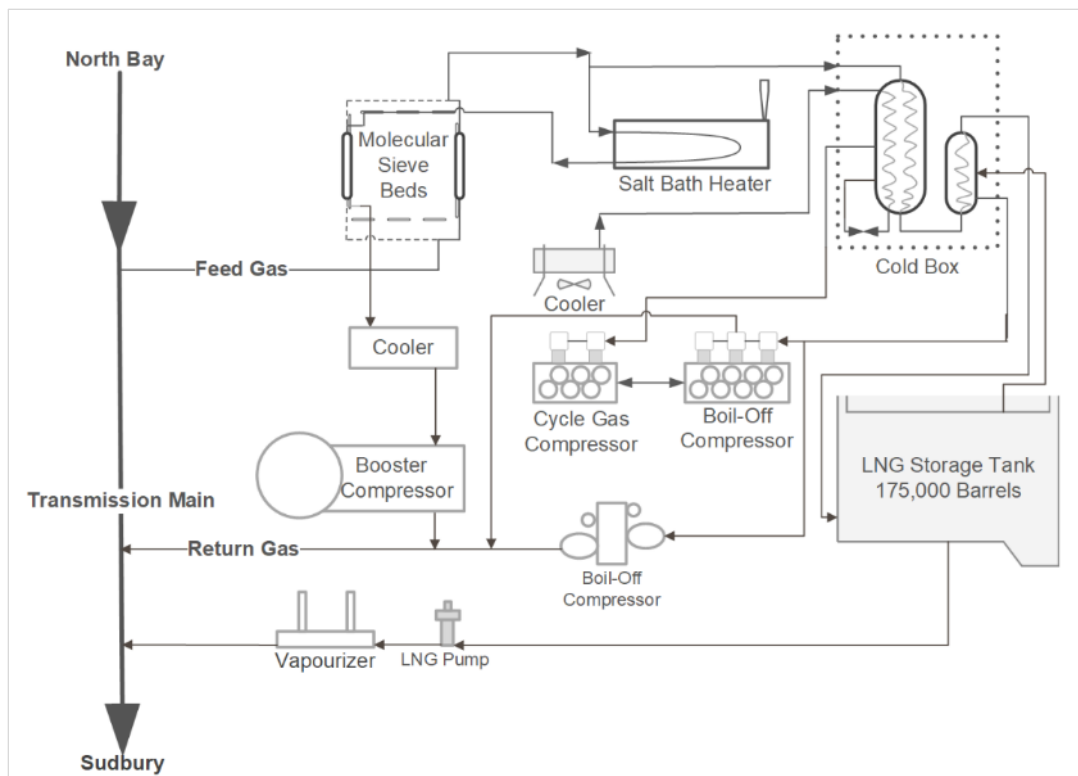 North Bay
Molecular
Sieve
Beds
Salt Bath Heater
Cold Box
Feed Gas
Cooler
Cooler
Cycle Gas
Compressor
Boil-Off
Compressor
LNG Storage Tank
175,000 Barrels
Booster
Compressor
Transmission Main
Return Gas
Boil-Off
Compressor
Vapourizer
LNG Pump
Sudbury